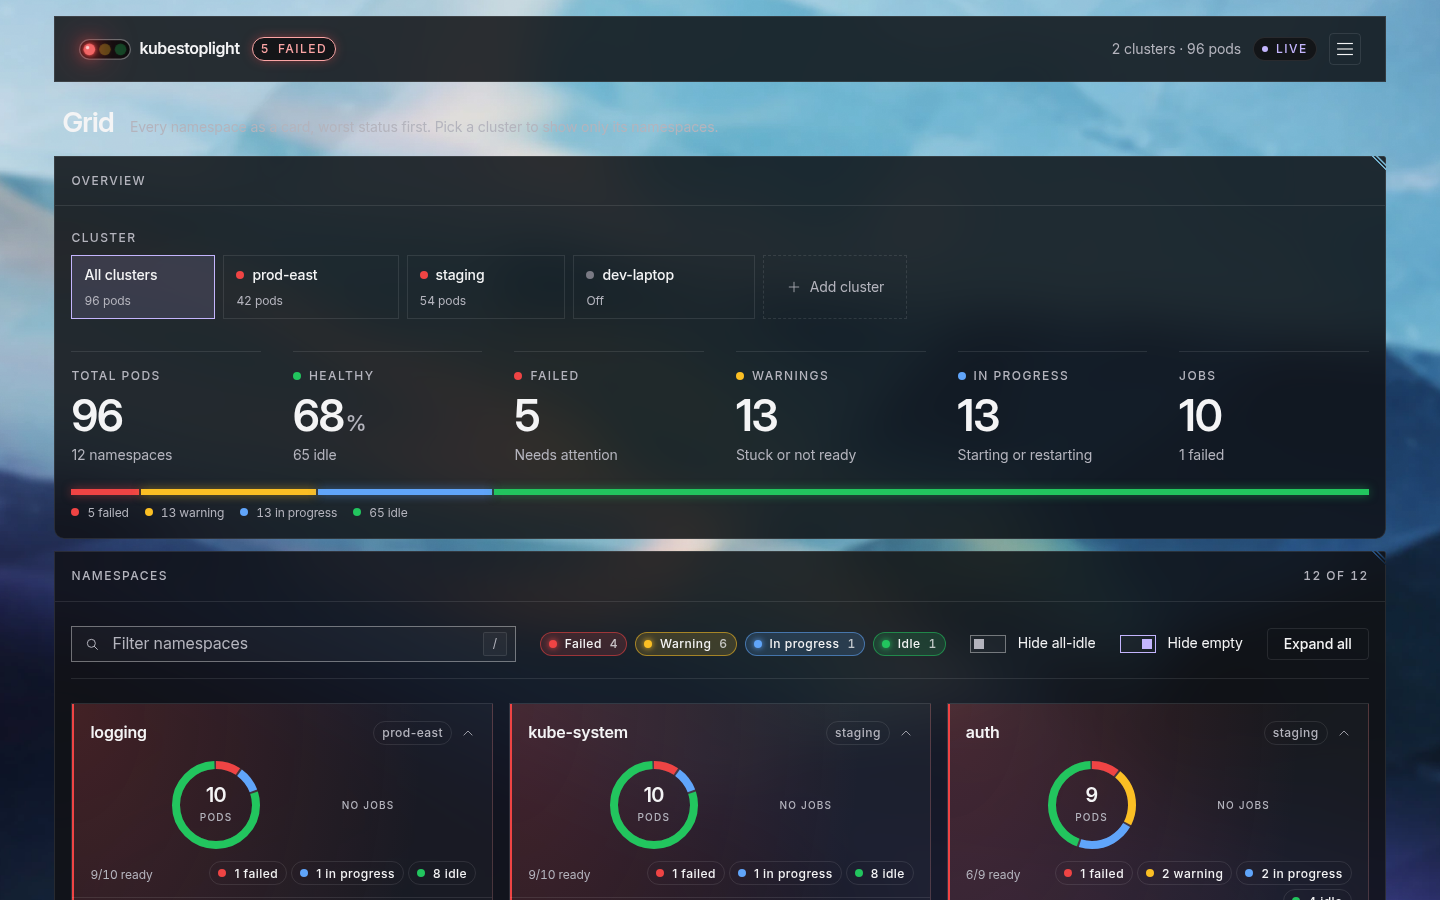 kubestoplight 5 FAILED 2 clusters · 96 pods LIVE
Grid Every namespace as a card, worst status first. Pick a cluster to show only its namespaces.
OVERVIEW
CLUSTER
All clusters prod-east staging dev-laptop Add cluster
96 pods 42 pods 54 pods Off
TOTAL PODS HEALTHY FAILED WARNINGS IN PROGRESS JOBS
96 68% 5 13 13 10
12 namespaces 65 idle Needs attention Stuck or not ready Starting or restarting 1 failed
5 failed 13 warning 13 in progress 65 idle
NAMESPACES 12 OF 12
Filter namespaces / Failed 4 Warning 6 In progress 1 Idle 1 Hide all-idle Hide empty Expand all
logging prod-east kube-system staging auth staging
10 10 9
PODS NO JOBS PODS NO JOBS PODS NO JOBS
9/10 ready 1 failed 1 in progress 8 idle 9/10 ready 1 failed 1 in progress 8 idle 6/9 ready 1 failed 2 warning 2 in progress
4 idle